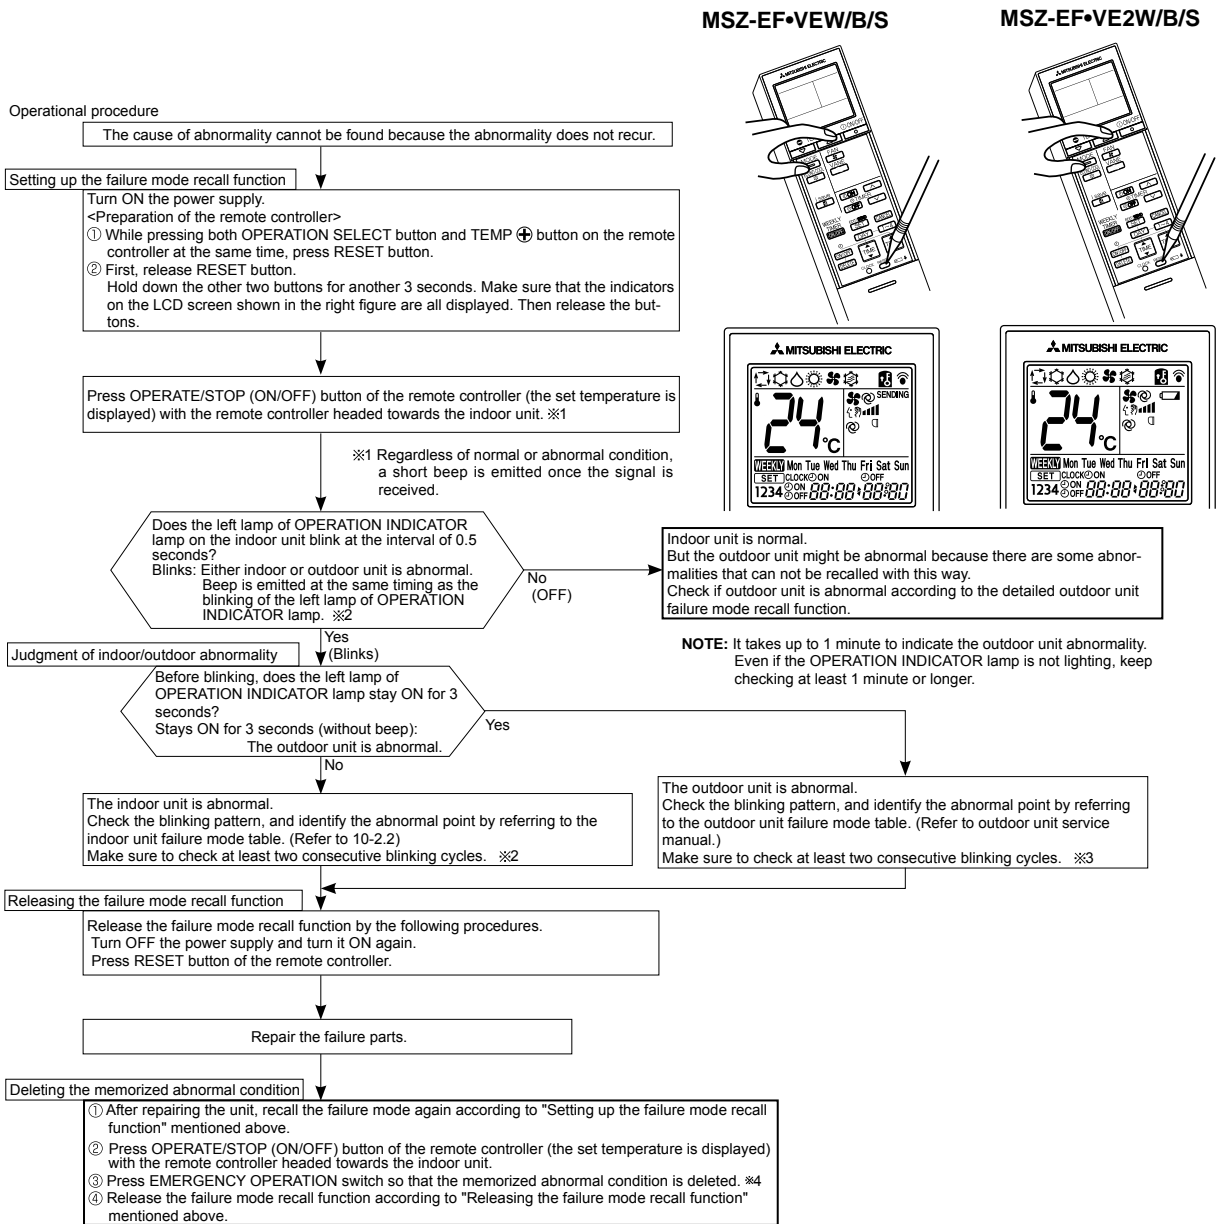 MSZ-EF•VEW/B/S
MSZ-EF•VE2W/B/S
Operational procedure
The cause of abnormality cannot be found because the abnormality does not recur.
Setting up the failure mode recall function
Turn ON the power supply.
<Preparation of the remote controller>
① While pressing both OPERATION SELECT button and TEMP ⊕ button on the remote
controller at the same time, press RESET button.
② First, release RESET button.
Hold down the other two buttons for another 3 seconds. Make sure that the indicators
on the LCD screen shown in the right figure are all displayed. Then release the but-
tons.
Press OPERATE/STOP (ON/OFF) button of the remote controller (the set temperature is
displayed) with the remote controller headed towards the indoor unit. ※1
※1 Regardless of normal or abnormal condition,
a short beep is emitted once the signal is
received.
MITSUBISHI ELECTRIC
SENDING
24°C
WEEKLY Mon Tue Wed Thu Fri Sat Sun
SET CLOCK ON OFF
1234 ON OFF 88:88 88:80
MITSUBISHI ELECTRIC
24°C
WEEKLY Mon Tue Wed Thu Fri Sat Sun
SET CLOCK ON OFF
1234 ON OFF 88:88 88:80
Does the left lamp of OPERATION INDICATOR
lamp on the indoor unit blink at the interval of 0.5
seconds?
Blinks: Either indoor or outdoor unit is abnormal.
Beep is emitted at the same timing as the
blinking of the left lamp of OPERATION
INDICATOR lamp. ※2
No
(OFF)
Indoor unit is normal.
But the outdoor unit might be abnormal because there are some abnor-
malities that can not be recalled with this way.
Check if outdoor unit is abnormal according to the detailed outdoor unit
failure mode recall function.
Yes
(Blinks)
NOTE: It takes up to 1 minute to indicate the outdoor unit abnormality.
Even if the OPERATION INDICATOR lamp is not lighting, keep
checking at least 1 minute or longer.
Judgment of indoor/outdoor abnormality
Before blinking, does the left lamp of
OPERATION INDICATOR lamp stay ON for 3
seconds?
Stays ON for 3 seconds (without beep):
The outdoor unit is abnormal.
Yes
No
The indoor unit is abnormal.
Check the blinking pattern, and identify the abnormal point by referring to the
indoor unit failure mode table. (Refer to 10-2.2)
Make sure to check at least two consecutive blinking cycles. ※2
The outdoor unit is abnormal.
Check the blinking pattern, and identify the abnormal point by referring
to the outdoor unit failure mode table. (Refer to outdoor unit service
manual.)
Make sure to check at least two consecutive blinking cycles. ※3
Releasing the failure mode recall function
Release the failure mode recall function by the following procedures.
Turn OFF the power supply and turn it ON again.
Press RESET button of the remote controller.
Repair the failure parts.
Deleting the memorized abnormal condition
① After repairing the unit, recall the failure mode again according to "Setting up the failure mode recall
function" mentioned above.
② Press OPERATE/STOP (ON/OFF) button of the remote controller (the set temperature is displayed)
with the remote controller headed towards the indoor unit.
③ Press EMERGENCY OPERATION switch so that the memorized abnormal condition is deleted. ※4
④ Release the failure mode recall function according to "Releasing the failure mode recall function"
mentioned above.